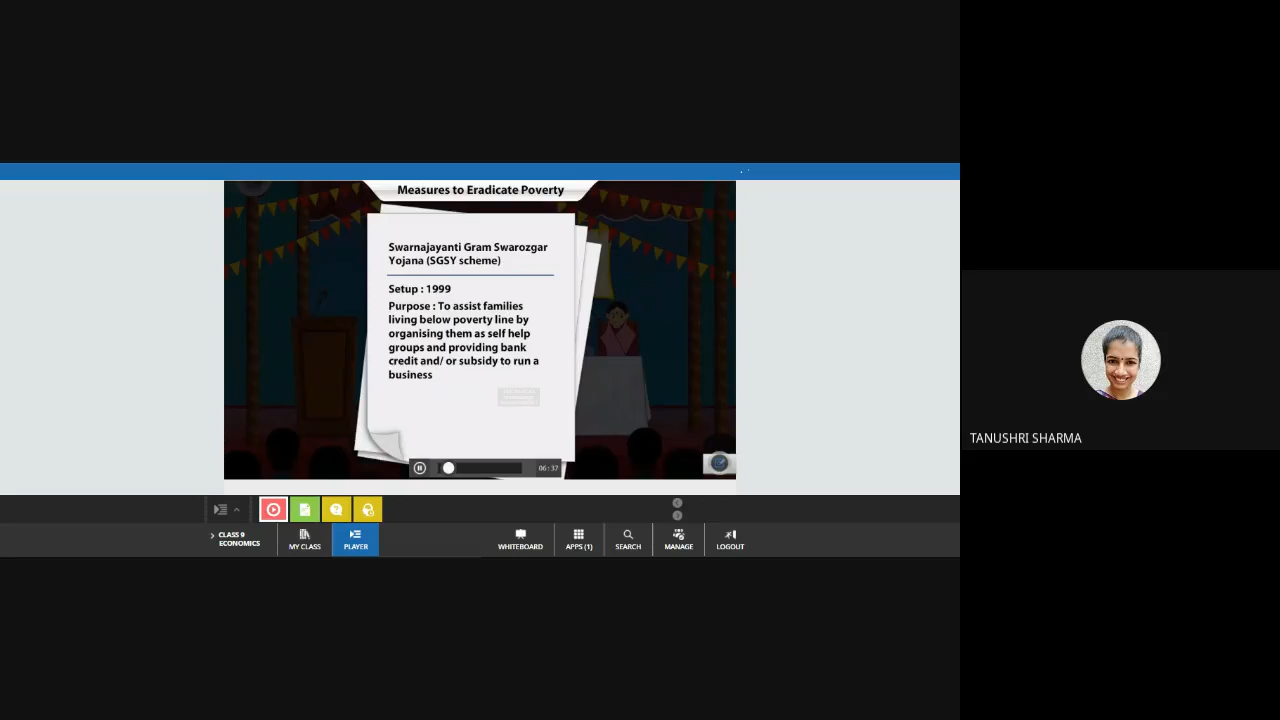 Measures to Eradicate Poverty
Swarnajayanti Gram Swarozgar
Yojana (SGSY scheme)
Setup : 1999
Purpose : To assist families
living below poverty line by
organising them as self help
groups and providing bank
credit and/ or subsidy to run a
business
06:37
TANUSHRI SHARMA
CLASS 9
ECONOMICS
MY CLASS
PLAYER
WHITEBOARD
APPS (1)
SEARCH
MANAGE
LOGOUT